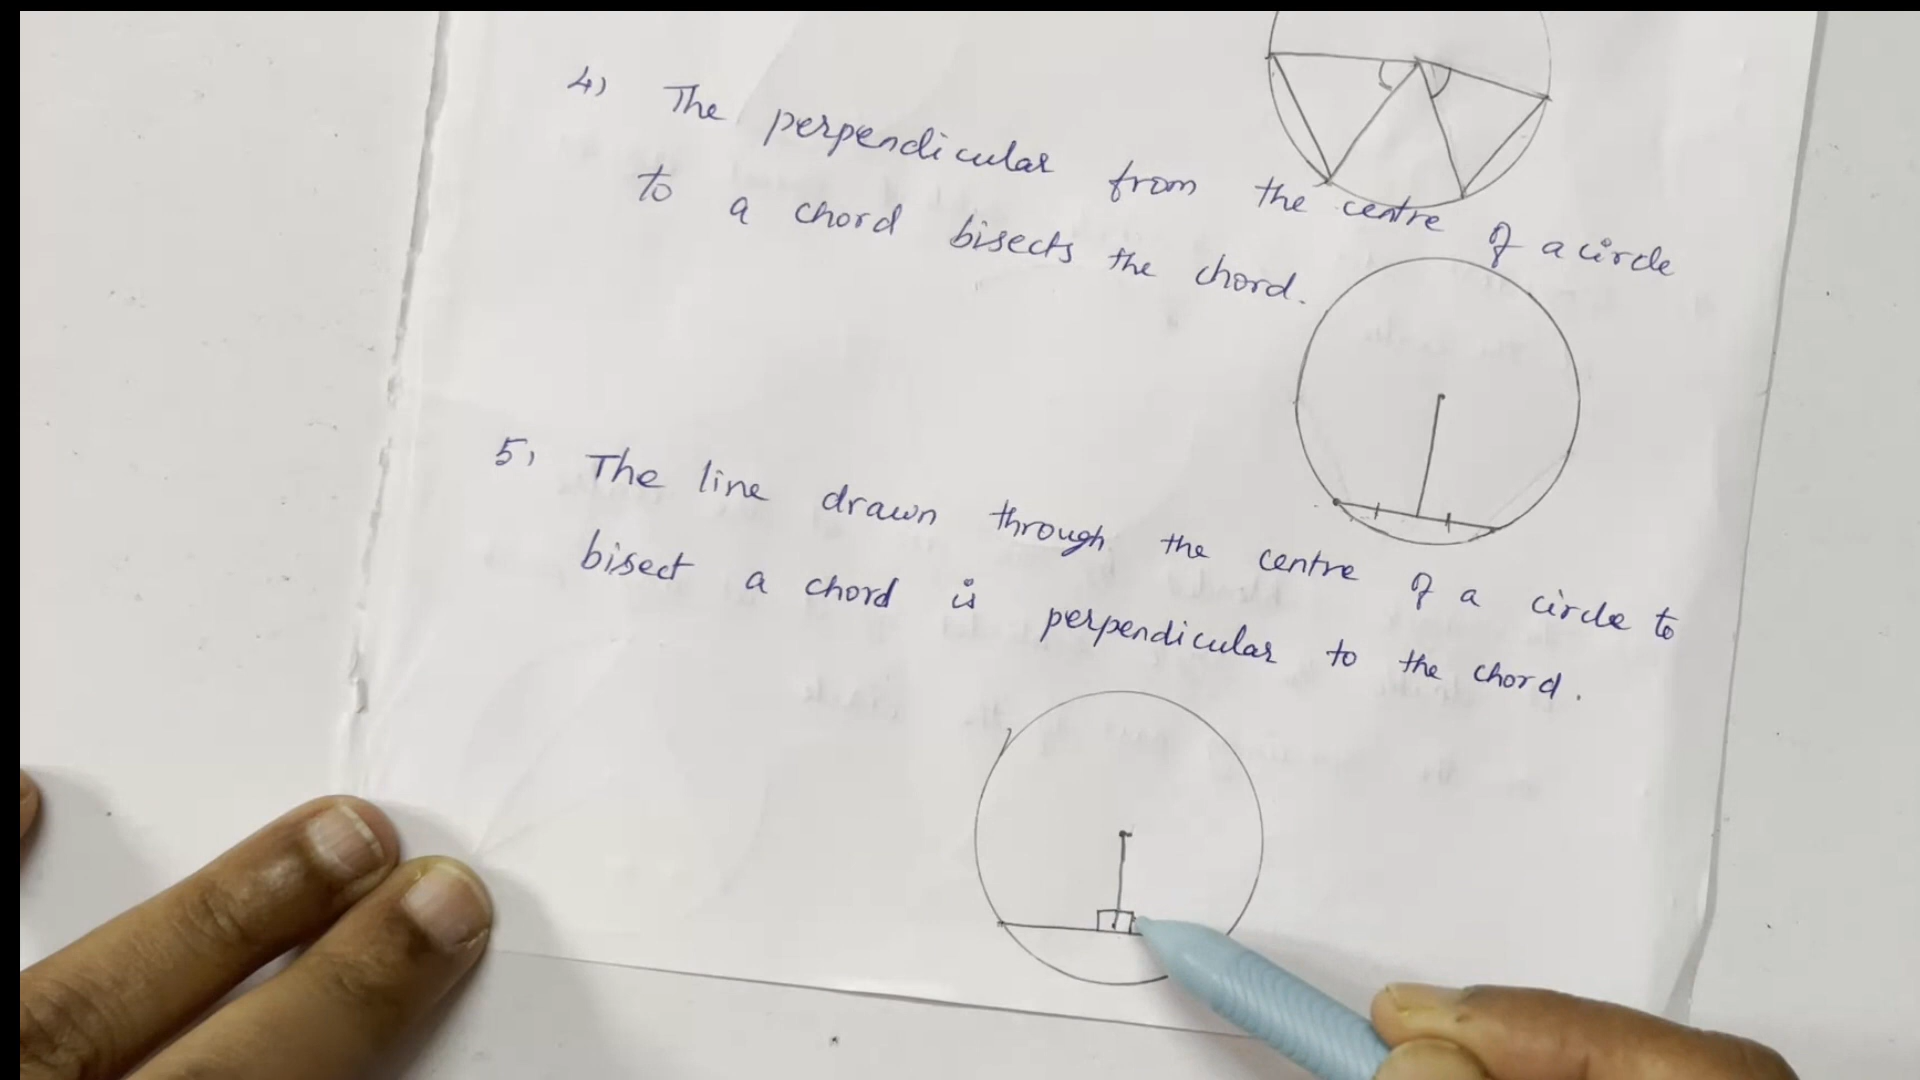 4) The perpendicular from the centre of a circle
to a chord bisects the chord.
5) The line drawn through the centre of a circle to
bisect a chord is perpendicular to the chord.